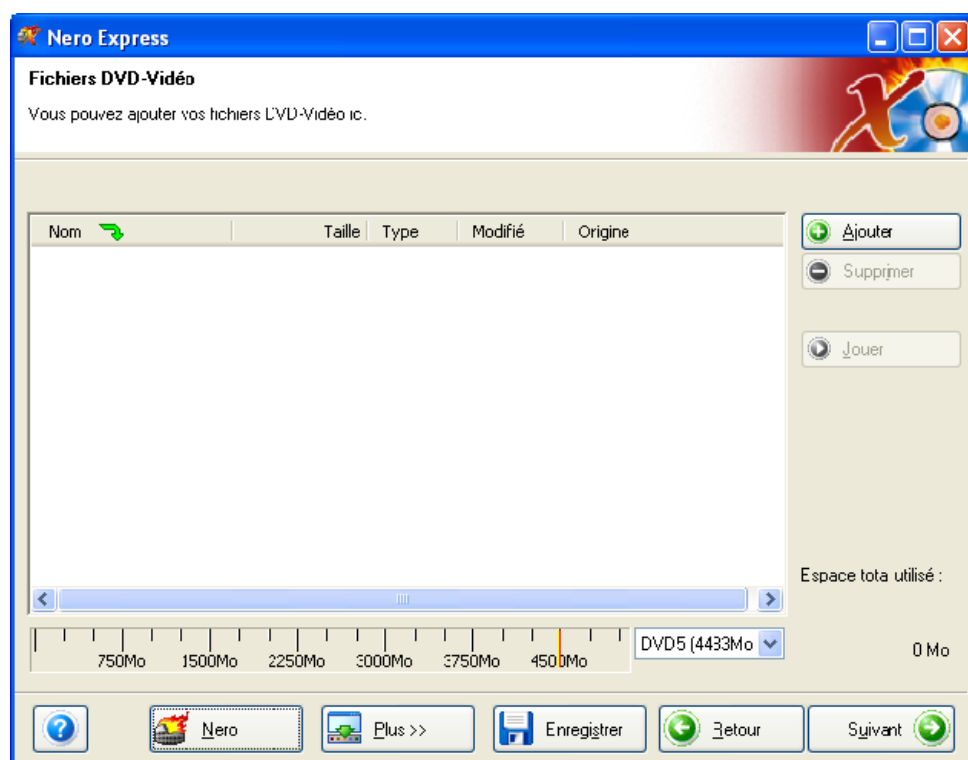 Nero Express
Fichiers DVD-Vidéo
Vous pouvez ajouter vos fichiers DVD-Vidéo ic.
Nom Taille Type Modifié Origine
Ajouter
Supprimer
Jouer
Espace tota utilisé :
750Mo 1500Mo 2250Mo 3000Mo 3750Mo 4500Mo
DVD5 (4483Mo
0 Mo
Nero Plus >> Enregistrer Retour Suivant